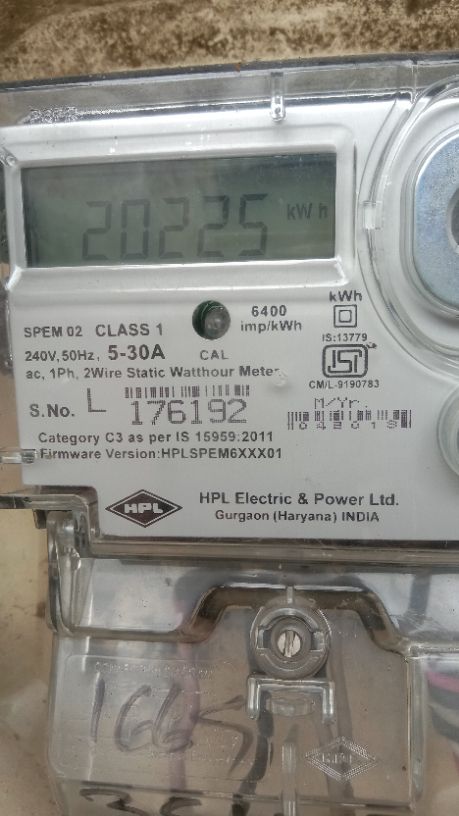 20225 kWh
6400
imp/kWh
kWh
IS:13779
CM/L-9190783
SPEM 02 CLASS 1
240V,50Hz, 5-30A
CAL
ac, 1Ph, 2Wire Static Watthour Meter
S.No. L 176192
M/Yr.
042019
Category C3 as per IS 15959:2011
Firmware Version:HPLSPEM6XXX01
HPL
HPL Electric & Power Ltd.
Gurgaon (Haryana) INDIA